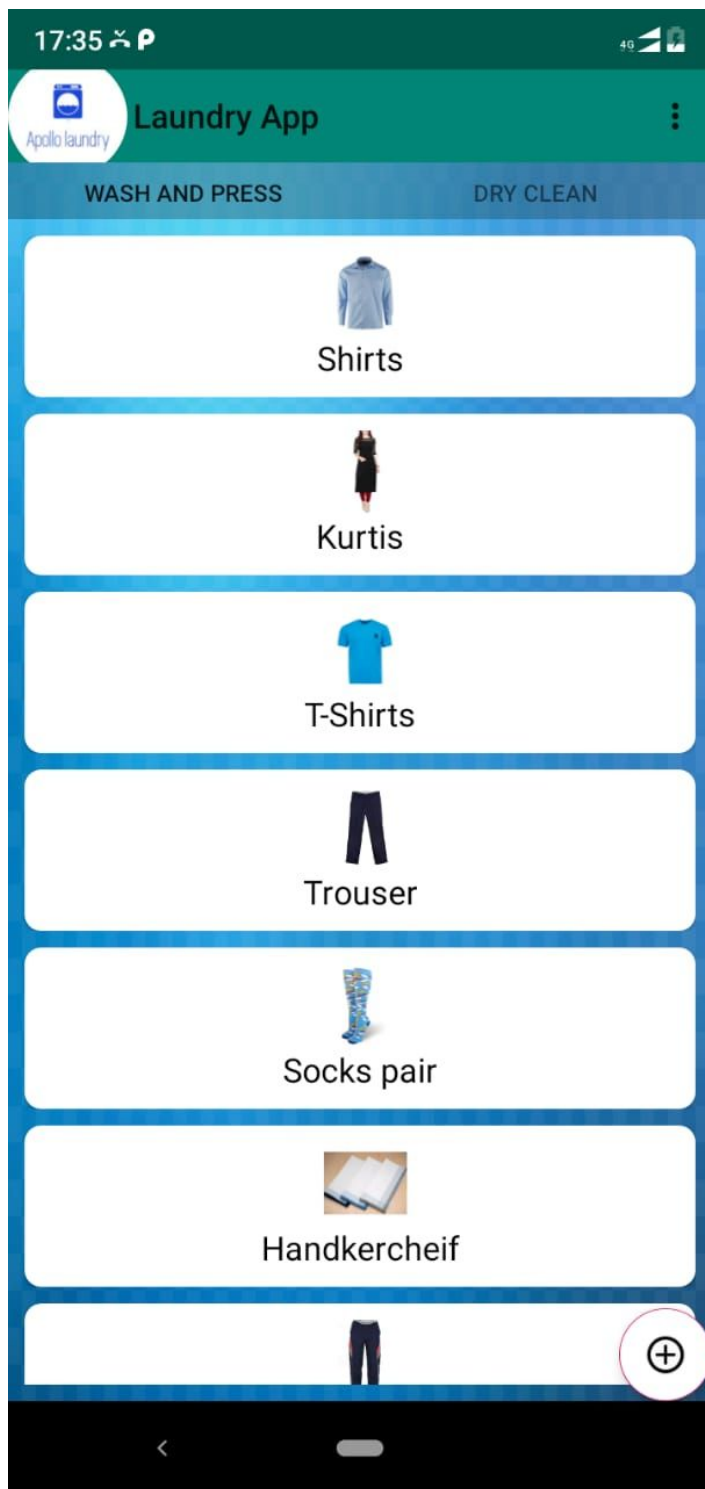 17:35
4G
Apollo laundry
Laundry App
WASH AND PRESS
DRY CLEAN
Shirts
Kurtis
T-Shirts
Trouser
Socks pair
Handkercheif